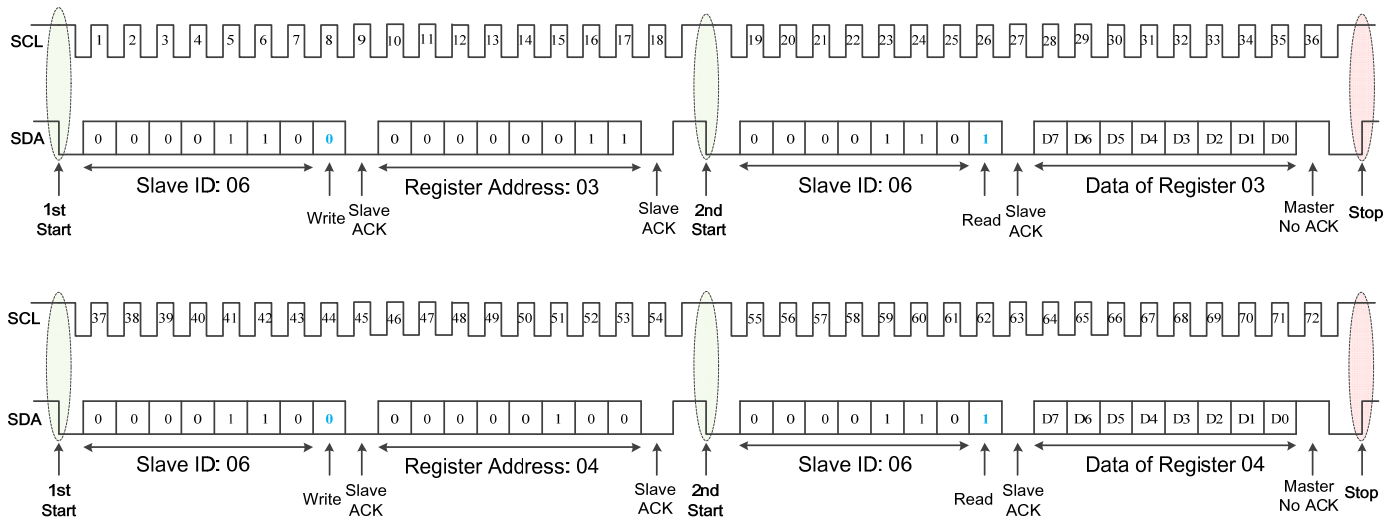 SCL 1 2 3 4 5 6 7 8 9 10 11 12 13 14 15 16 17 18 19 20 21 22 23 24 25 26 27 28 29 30 31 32 33 34 35 36
SDA 0 0 0 0 1 1 0 0 0 0 0 0 0 0 1 1 0 0 0 0 1 1 0 1 D7 D6 D5 D4 D3 D2 D1 D0
Slave ID: 06 Register Address: 03 Slave ID: 06 Data of Register 03
1st Start
Write
Slave ACK
Slave ACK
2nd Start
Read
Slave ACK
Master No ACK
Stop
SCL 37 38 39 40 41 42 43 44 45 46 47 48 49 50 51 52 53 54 55 56 57 58 59 60 61 62 63 64 65 66 67 68 69 70 71 72
SDA 0 0 0 0 1 1 0 0 0 0 0 0 0 1 0 0 0 0 0 0 1 1 0 1 D7 D6 D5 D4 D3 D2 D1 D0
Slave ID: 06 Register Address: 04 Slave ID: 06 Data of Register 04
1st Start
Write
Slave ACK
Slave ACK
2nd Start
Read
Slave ACK
Master No ACK
Stop